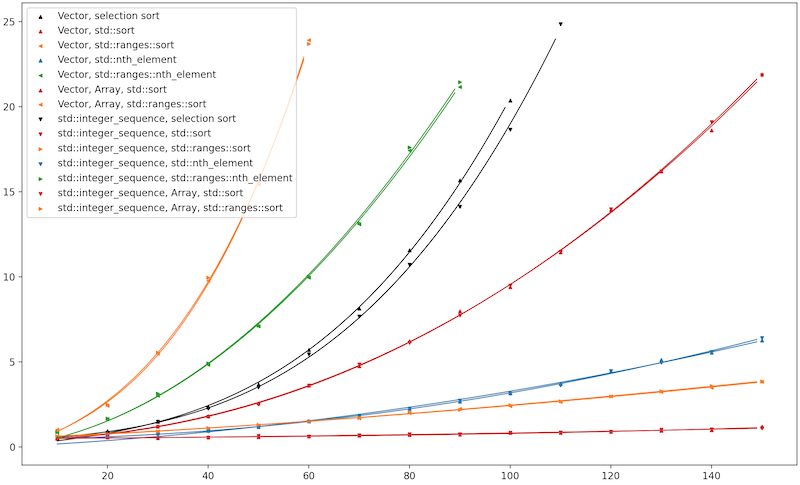 25
20
15
10
5
0
Vector, selection sort
Vector, std::sort
Vector, std::ranges::sort
Vector, std::nth_element
Vector, std::ranges::nth_element
Vector, Array, std::sort
Vector, Array, std::ranges::sort
std::integer_sequence, selection sort
std::integer_sequence, std::sort
std::integer_sequence, std::ranges::sort
std::integer_sequence, std::nth_element
std::integer_sequence, std::ranges::nth_element
std::integer_sequence, Array, std::sort
std::integer_sequence, Array, std::ranges::sort
20 40 60 80 100 120 140